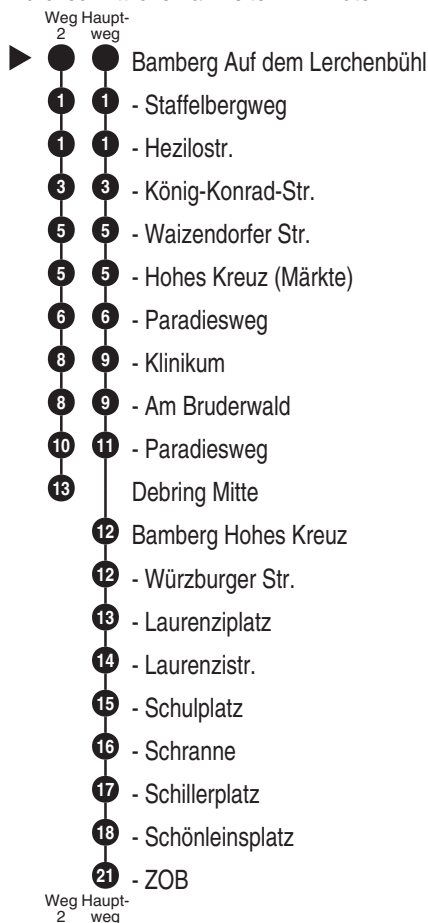 Weg Haupt-
2 weg
Bamberg Auf dem Lerchenbühl
1 1 - Staffelbergweg
1 1 - Hezilostr.
3 3 - König-Konrad-Str.
5 5 - Waizendorfer Str.
5 5 - Hohes Kreuz (Märkte)
6 6 - Paradiesweg
8 9 - Klinikum
8 9 - Am Bruderwald
10 11 - Paradiesweg
13 Debring Mitte
12 Bamberg Hohes Kreuz
12 - Würzburger Str.
13 - Laurenziplatz
14 - Laurenzistr.
15 - Schulplatz
16 - Schranne
17 - Schillerplatz
18 - Schönleinsplatz
21 - ZOB
Weg Haupt-
2 weg